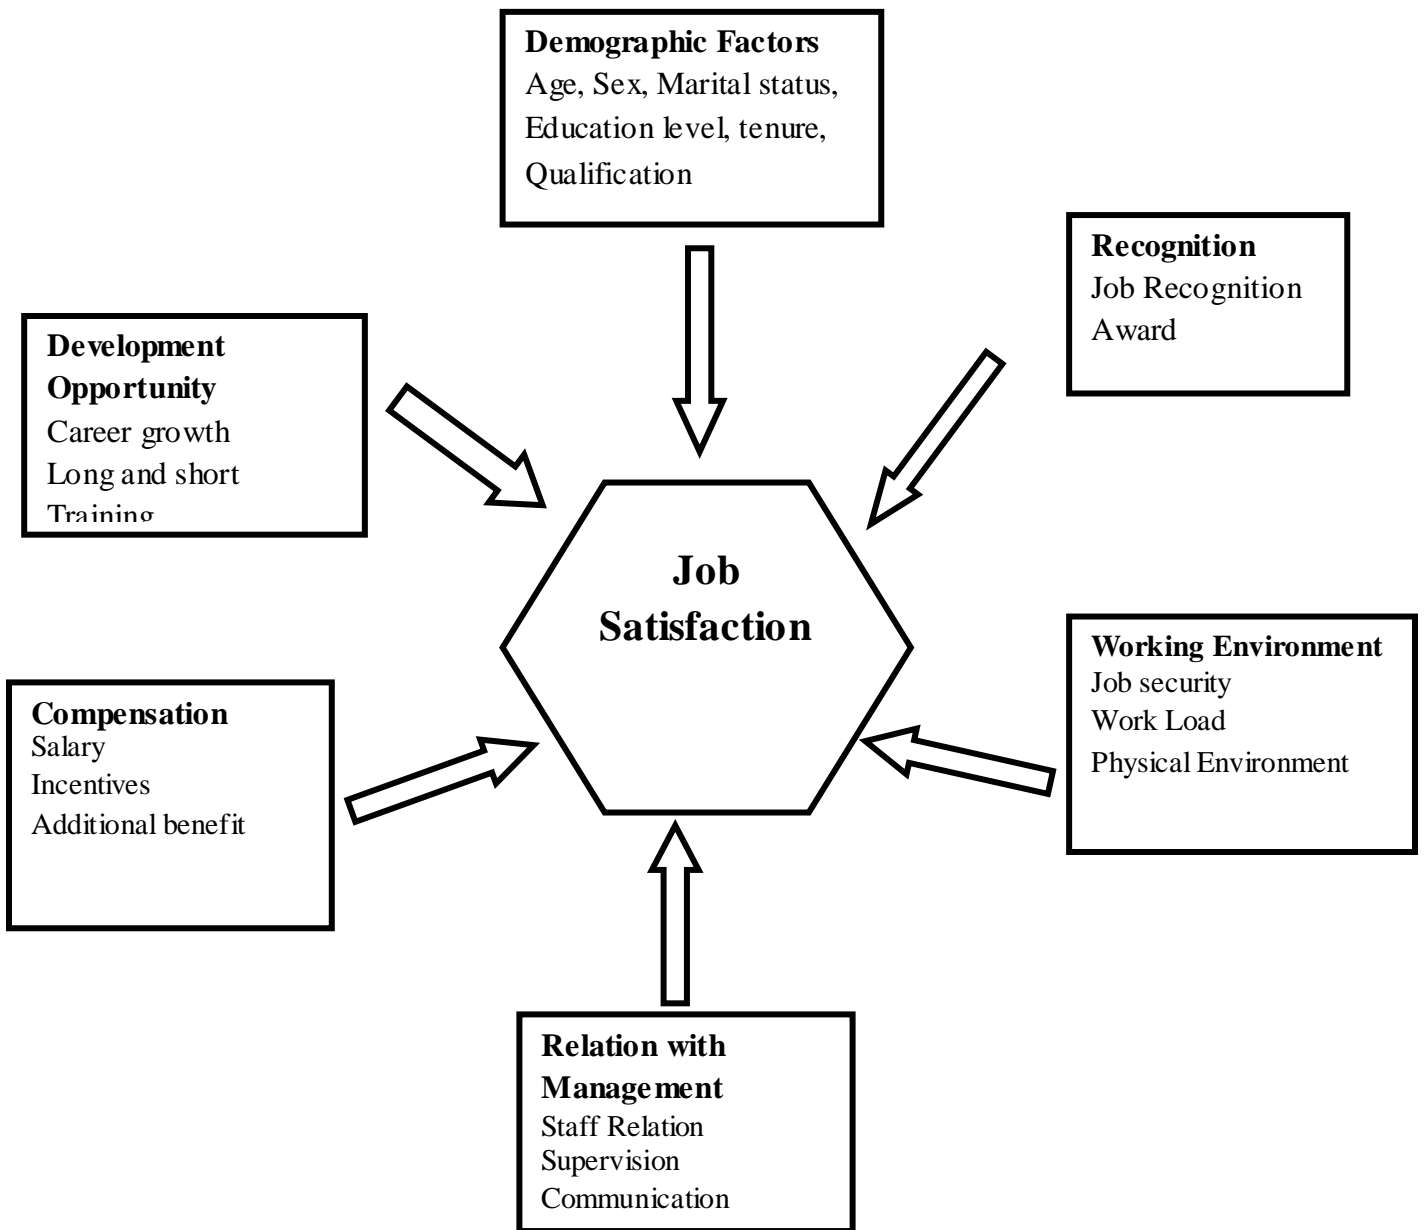 Demographic Factors
Age, Sex, Marital status,
Education level, tenure,
Qualification
Recognition
Job Recognition
Award
Development
Opportunity
Career growth
Long and short
Training
Job
Satisfaction
Working Environment
Job security
Work Load
Physical Environment
Compensation
Salary
Incentives
Additional benefit
Relation with
Management
Staff Relation
Supervision
Communication